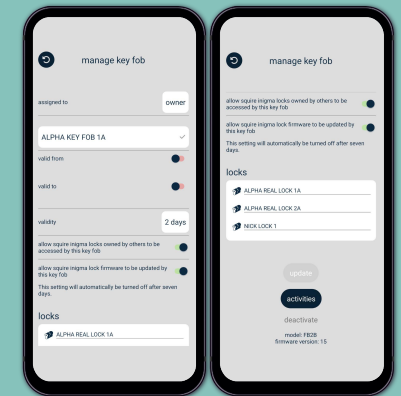 manage key fob
assigned to
owner
ALPHA KEY FOB 1A
valid from
valid to
validity
2 days
allow squire inigma locks owned by others to be
accessed by this key fob
allow squire inigma lock firmware to be updated by
this key fob
This setting will automatically be turned off after seven
days.
locks
ALPHA REAL LOCK 1A
manage key fob
allow squire inigma locks owned by others to be
accessed by this key fob
allow squire inigma lock firmware to be updated by
this key fob
This setting will automatically be turned off after seven
days.
locks
ALPHA REAL LOCK 1A
ALPHA REAL LOCK 2A
NICK LOCK 1
update
activities
deactivate
model: FB28
firmware version: 15